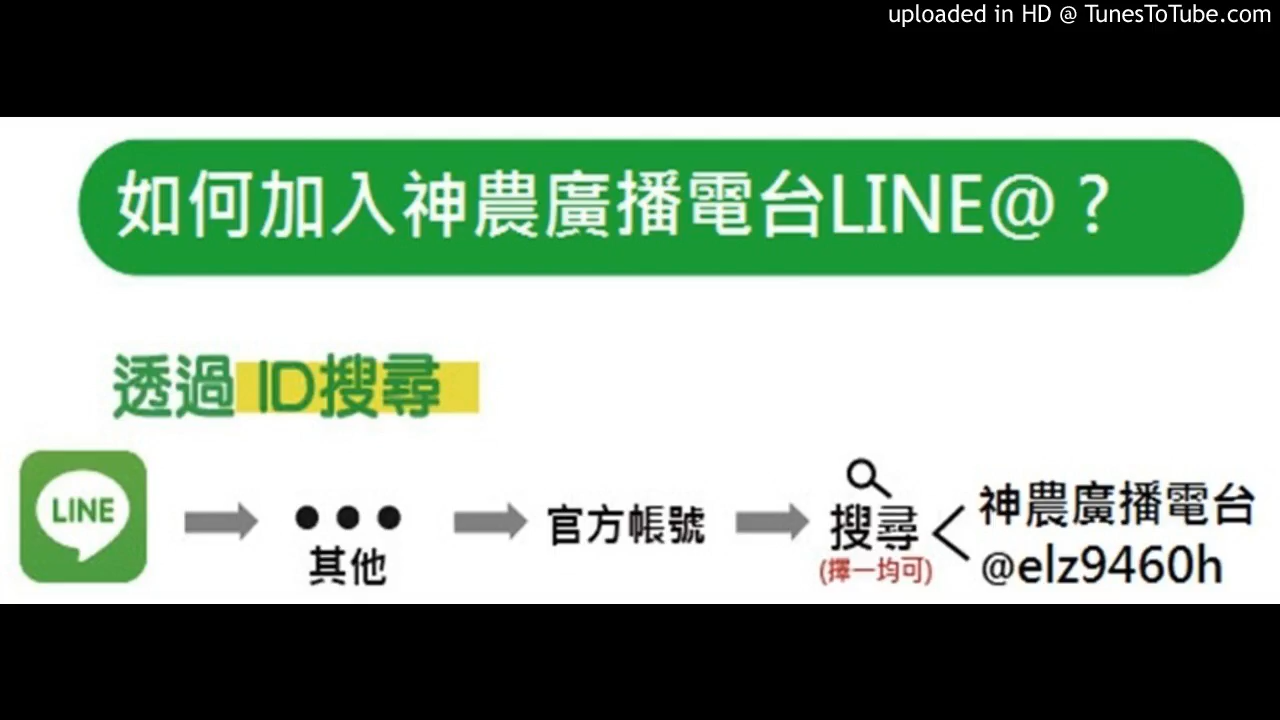 uploaded in HD @ TunesToTube.com
如何加入神農廣播電台LINE@？
透過 ID搜尋
LINE
其他
官方帳號
搜尋
(擇一均可)
神農廣播電台
@elz9460h